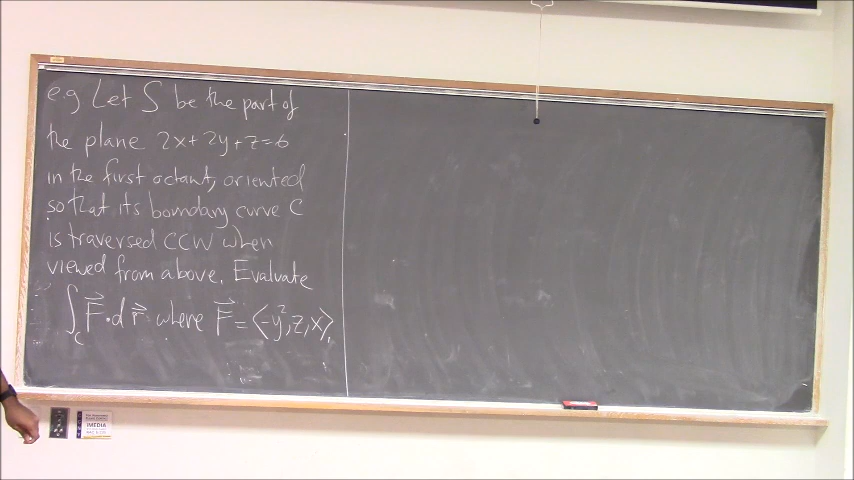 e.g Let S be the part of
the plane 2x+2y+z=6
in the first octant, oriented
so that its boundary curve C
is traversed CCW when
viewed from above. Evaluate
∫_C F⃗·dr⃗ where F⃗ = ⟨-y²,z,x⟩.
iMEDIA